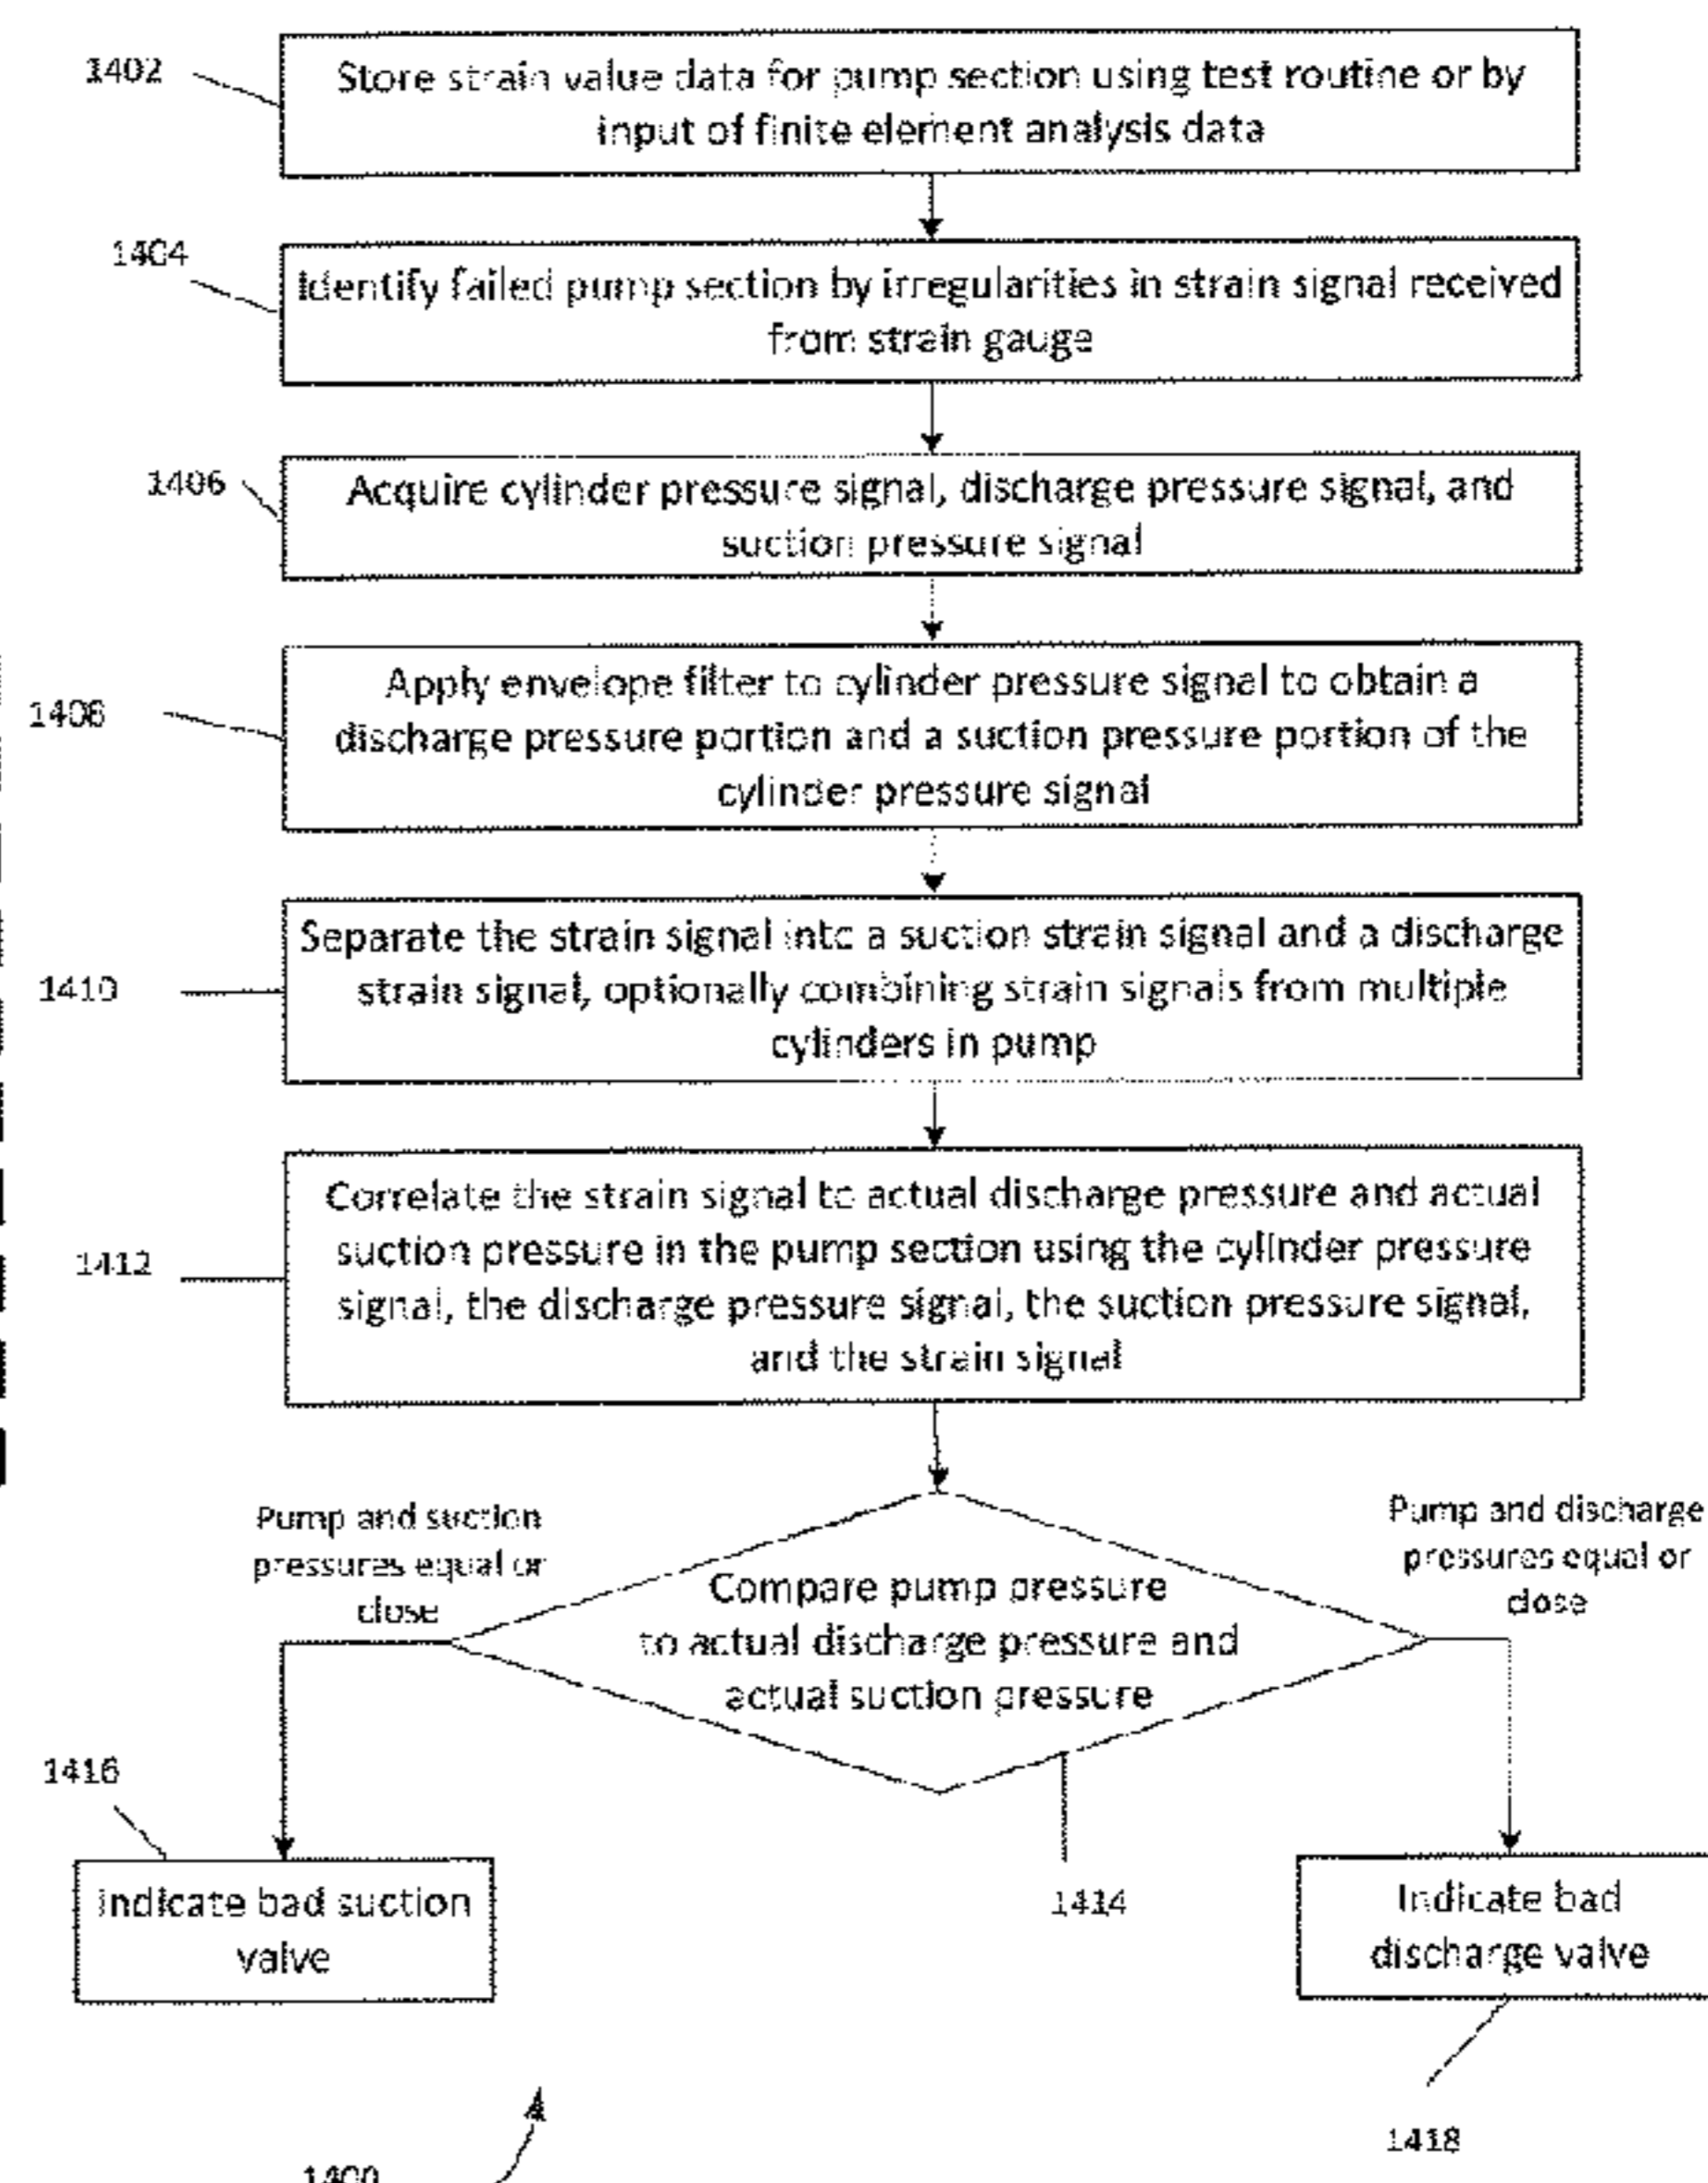 1402
Store strain value data for pump section using test routine or by
input of finite element analysis data
1404
Identify failed pump section by irregularities in strain signal received
from strain gauge
1406
Acquire cylinder pressure signal, discharge pressure signal, and
suction pressure signal
1408
Apply envelope filter to cylinder pressure signal to obtain a
discharge pressure portion and a suction pressure portion of the
cylinder pressure signal
1410
Separate the strain signal into a suction strain signal and a discharge
strain signal, optionally combining strain signals from multiple
cylinders in pump
1412
Correlate the strain signal to actual discharge pressure and actual
suction pressure in the pump section using the cylinder pressure
signal, the discharge pressure signal, the suction pressure signal,
and the strain signal
Pump and suction
pressures equal or
close
Compare pump pressure
to actual discharge pressure and
actual suction pressure
Pump and discharge
pressures equal or
close
1416
Indicate bad suction
valve
1414
Indicate bad
discharge valve
1418
1400